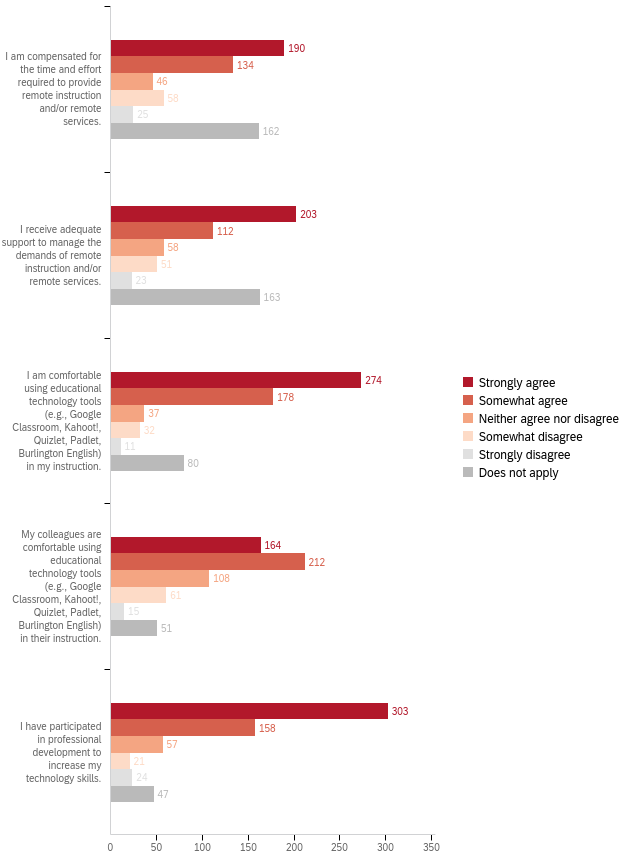 I am compensated for
the time and effort
required to provide
remote instruction
and/or remote
services.
190
134
46
58
25
162
I receive adequate
support to manage the
demands of remote
instruction and/or
remote services.
203
112
58
51
23
163
I am comfortable
using educational
technology tools
(e.g., Google
Classroom, Kahoot!,
Quizlet, Padlet,
Burlington English)
in my instruction.
274
178
37
32
11
80
My colleagues are
comfortable using
educational
technology tools
(e.g., Google
Classroom, Kahoot!,
Quizlet, Padlet,
Burlington English)
in their instruction.
164
212
108
61
15
51
I have participated
in professional
development to
increase my
technology skills.
303
158
57
21
24
47
0 50 100 150 200 250 300 350
Strongly agree
Somewhat agree
Neither agree nor disagree
Somewhat disagree
Strongly disagree
Does not apply